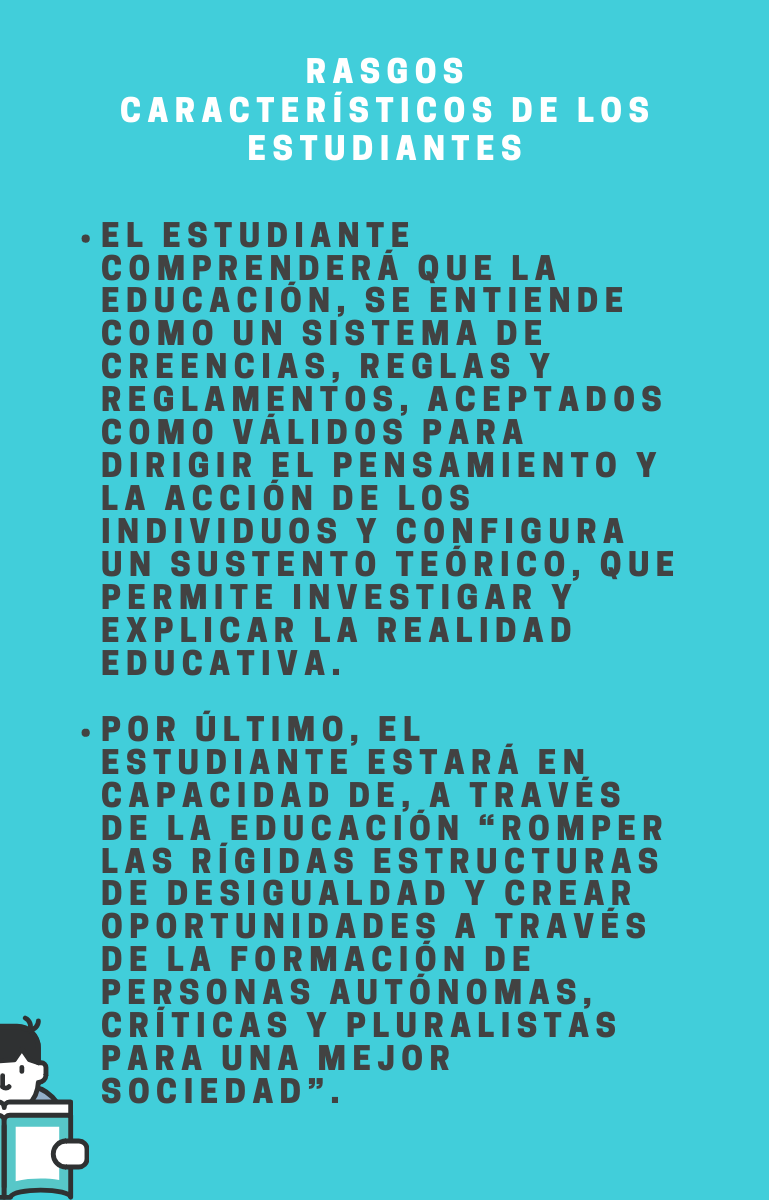 RASGOS
CARACTERÍSTICOS DE LOS
ESTUDIANTES
• EL ESTUDIANTE
COMPRENDERÁ QUE LA
EDUCACIÓN, SE ENTIENDE
COMO UN SISTEMA DE
CREENCIAS, REGLAS Y
REGLAMENTOS, ACEPTADOS
COMO VÁLIDOS PARA
DIRIGIR EL PENSAMIENTO Y
LA ACCIÓN DE LOS
INDIVIDUOS Y CONFIGURA
UN SUSTENTO TEÓRICO, QUE
PERMITE INVESTIGAR Y
EXPLICAR LA REALIDAD
EDUCATIVA.
• POR ÚLTIMO, EL
ESTUDIANTE ESTARÁ EN
CAPACIDAD DE, A TRAVÉS
DE LA EDUCACIÓN “ROMPER
LAS RÍGIDAS ESTRUCTURAS
DE DESIGUALDAD Y CREAR
OPORTUNIDADES A TRAVÉS
DE LA FORMACIÓN DE
PERSONAS AUTÓNOMAS,
CRÍTICAS Y PLURALISTAS
PARA UNA MEJOR
SOCIEDAD”.